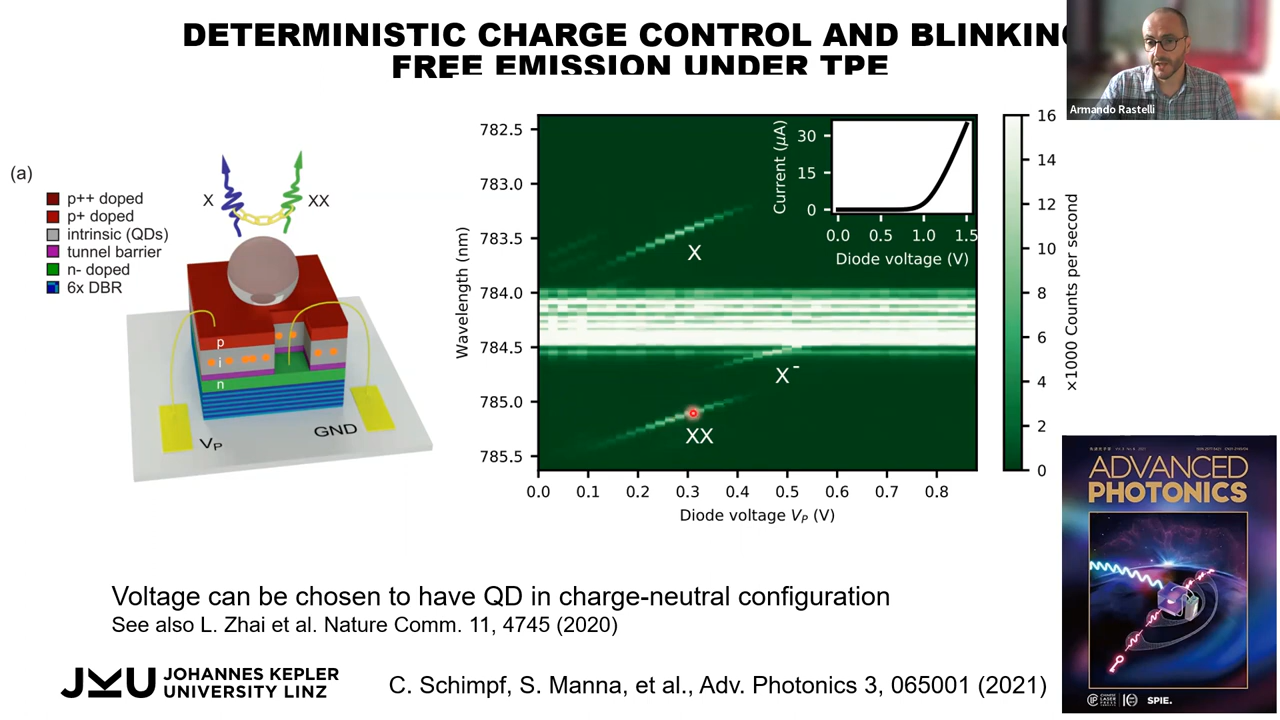 DETERMINISTIC CHARGE CONTROL AND BLINKING
FREE EMISSION UNDER TPE
Armando Rastelli
(a)
p++ doped
p+ doped
intrinsic (QDs)
tunnel barrier
n- doped
6x DBR
X
XX
p
i
n
VP
GND
Wavelength (nm)
782.5
783.0
783.5
784.0
784.5
785.0
785.5
0.0 0.1 0.2 0.3 0.4 0.5 0.6 0.7 0.8
Diode voltage VP (V)
X
X-
XX
Current (μA)
30
15
0
0.0 0.5 1.0 1.5
Diode voltage (V)
16
14
12
10
8
6
4
2
0
×1000 Counts per second
ADVANCED
PHOTONICS
SPIE.
Voltage can be chosen to have QD in charge-neutral configuration
See also L. Zhai et al. Nature Comm. 11, 4745 (2020)
JKU JOHANNES KEPLER
UNIVERSITY LINZ
C. Schimpf, S. Manna, et al., Adv. Photonics 3, 065001 (2021)